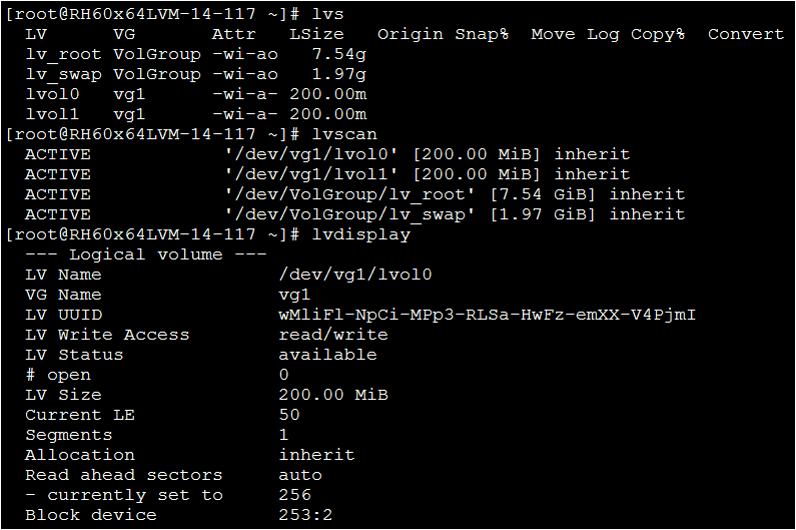 [root@RH60x64LVM-14-117 ~]# lvs
  LV      VG       Attr   LSize   Origin Snap%  Move Log Copy%  Convert
  lv_root VolGroup -wi-ao   7.54g
  lv_swap VolGroup -wi-ao   1.97g
  lvol0   vg1      -wi-a- 200.00m
  lvol1   vg1      -wi-a- 200.00m
[root@RH60x64LVM-14-117 ~]# lvscan
  ACTIVE            '/dev/vg1/lvol0' [200.00 MiB] inherit
  ACTIVE            '/dev/vg1/lvol1' [200.00 MiB] inherit
  ACTIVE            '/dev/VolGroup/lv_root' [7.54 GiB] inherit
  ACTIVE            '/dev/VolGroup/lv_swap' [1.97 GiB] inherit
[root@RH60x64LVM-14-117 ~]# lvdisplay
  --- Logical volume ---
  LV Name                /dev/vg1/lvol0
  VG Name                vg1
  LV UUID                wMliFl-NpCi-MPp3-RLSa-HwFz-emXX-V4PjmI
  LV Write Access        read/write
  LV Status              available
  # open                 0
  LV Size                200.00 MiB
  Current LE             50
  Segments               1
  Allocation             inherit
  Read ahead sectors     auto
  - currently set to     256
  Block device           253:2